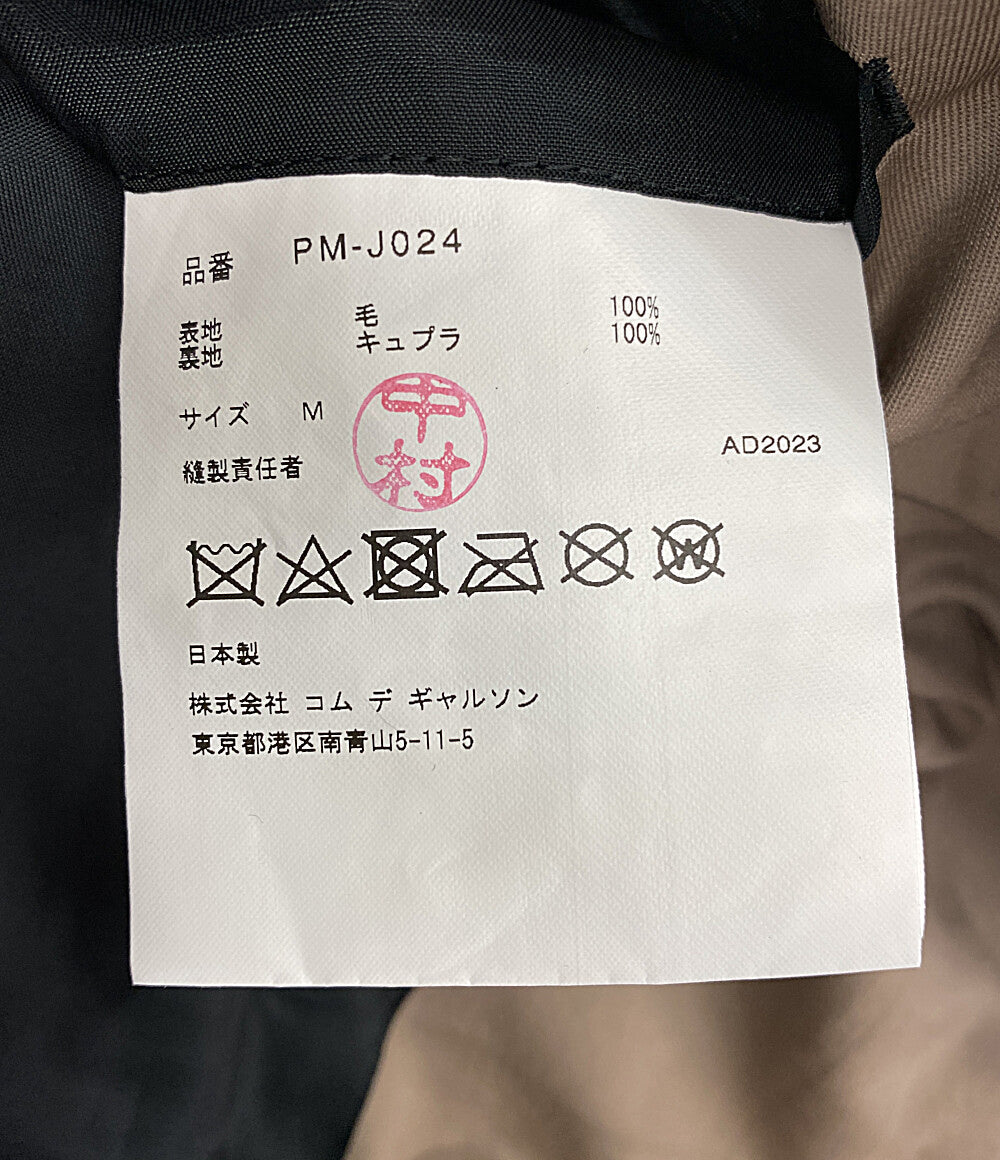 品番 PM-J024
表地 毛 100%
裏地 キュプラ 100%
サイズ M
中村
AD2023
縫製責任者
W
日本製
株式会社 コム デ ギャルソン
東京都港区南青山5-11-5